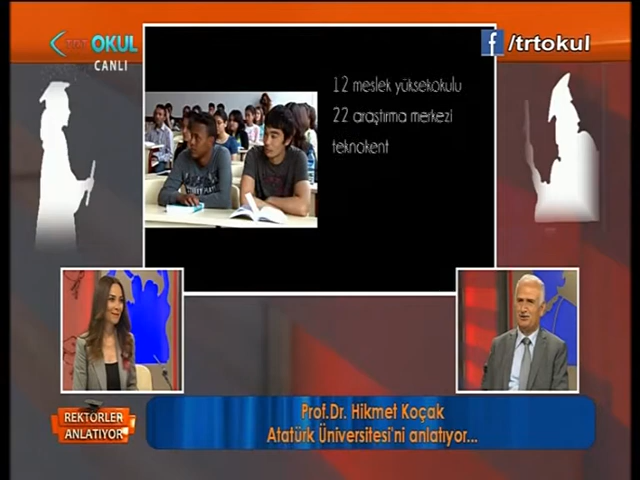 TRT OKUL
CANLI
f /trtokul
12 meslek yüksekokulu
22 araştırma merkezi
teknokent
REKTÖRLER
ANLATIYOR
Prof.Dr. Hikmet Koçak
Atatürk Üniversitesi'ni anlatıyor...